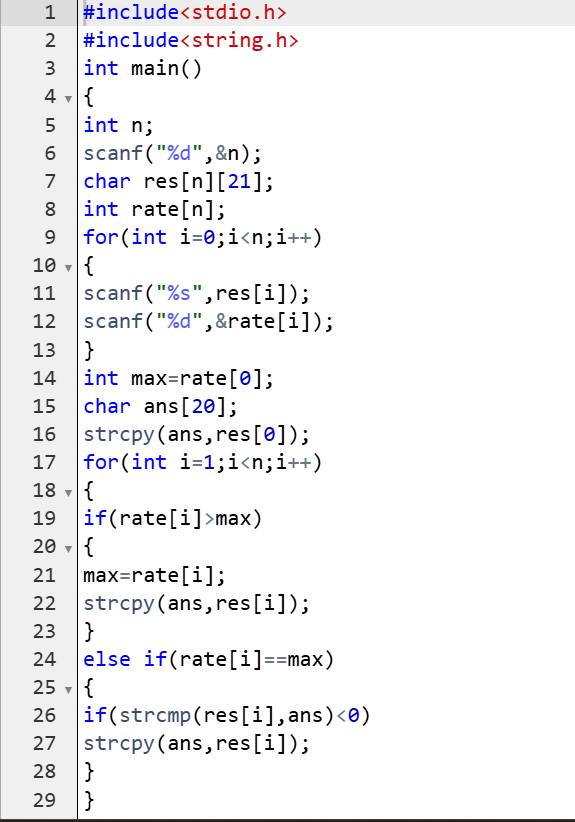 1 #include<stdio.h>
2 #include<string.h>
3 int main()
4 {
5 int n;
6 scanf("%d",&n);
7 char res[n][21];
8 int rate[n];
9 for(int i=0;i<n;i++)
10 {
11 scanf("%s",res[i]);
12 scanf("%d",&rate[i]);
13 }
14 int max=rate[0];
15 char ans[20];
16 strcpy(ans,res[0]);
17 for(int i=1;i<n;i++)
18 {
19 if(rate[i]>max)
20 {
21 max=rate[i];
22 strcpy(ans,res[i]);
23 }
24 else if(rate[i]==max)
25 {
26 if(strcmp(res[i],ans)<0)
27 strcpy(ans,res[i]);
28 }
29 }